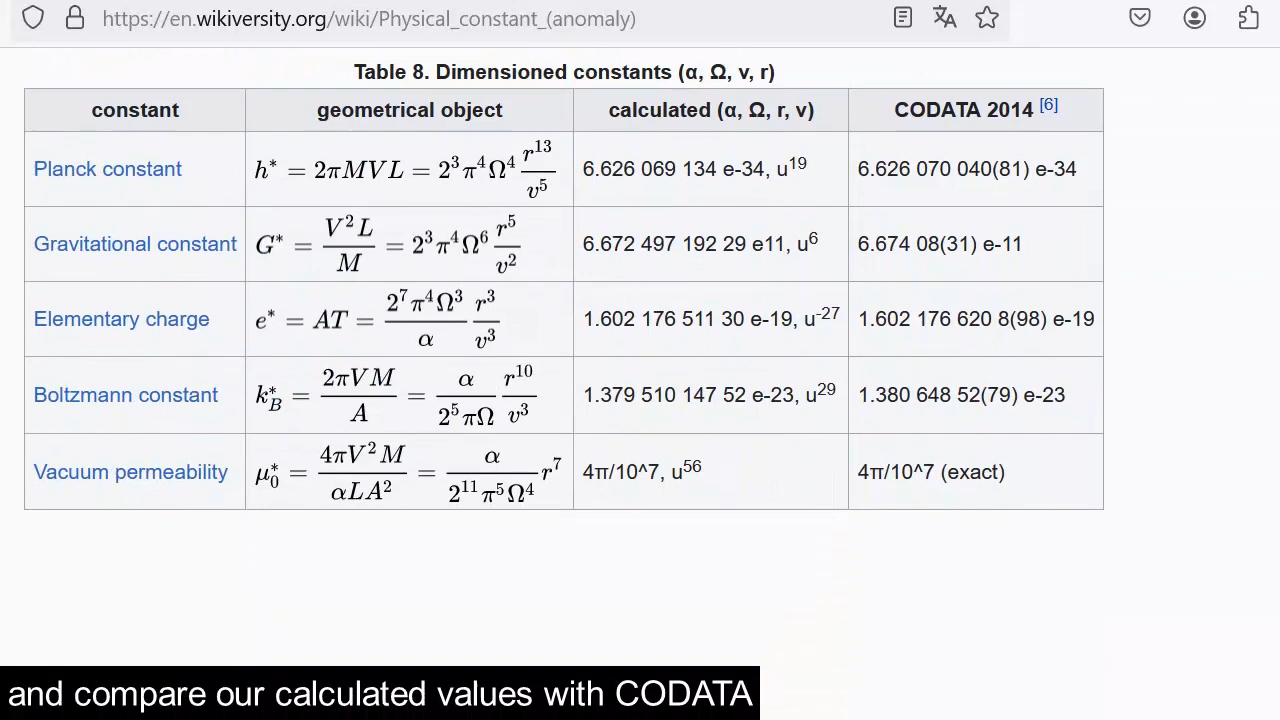 https://en.wikiversity.org/wiki/Physical_constant_(anomaly)
Table 8. Dimensioned constants (α, Ω, v, r)
constant geometrical object calculated (α, Ω, r, v) CODATA 2014 [6]
Planck constant h* = 2πMVL = 2³π⁴Ω⁴ r¹³/v⁵ 6.626 069 134 e-34, u¹⁹ 6.626 070 040(81) e-34
Gravitational constant G* = V²L/M = 2³π⁴Ω⁶ r⁵/v² 6.672 497 192 29 e11, u⁶ 6.674 08(31) e-11
Elementary charge e* = AT = 2⁷π⁴Ω³/α r³/v³ 1.602 176 511 30 e-19, u⁻²⁷ 1.602 176 620 8(98) e-19
Boltzmann constant k_B* = 2πVM/A = α/2⁵πΩ r¹⁰/v³ 1.379 510 147 52 e-23, u²⁹ 1.380 648 52(79) e-23
Vacuum permeability μ₀* = 4πV²M/αLA² = α/2¹¹π⁵Ω⁴ r⁷ 4π/10^7, u⁵⁶ 4π/10^7 (exact)
and compare our calculated values with CODATA